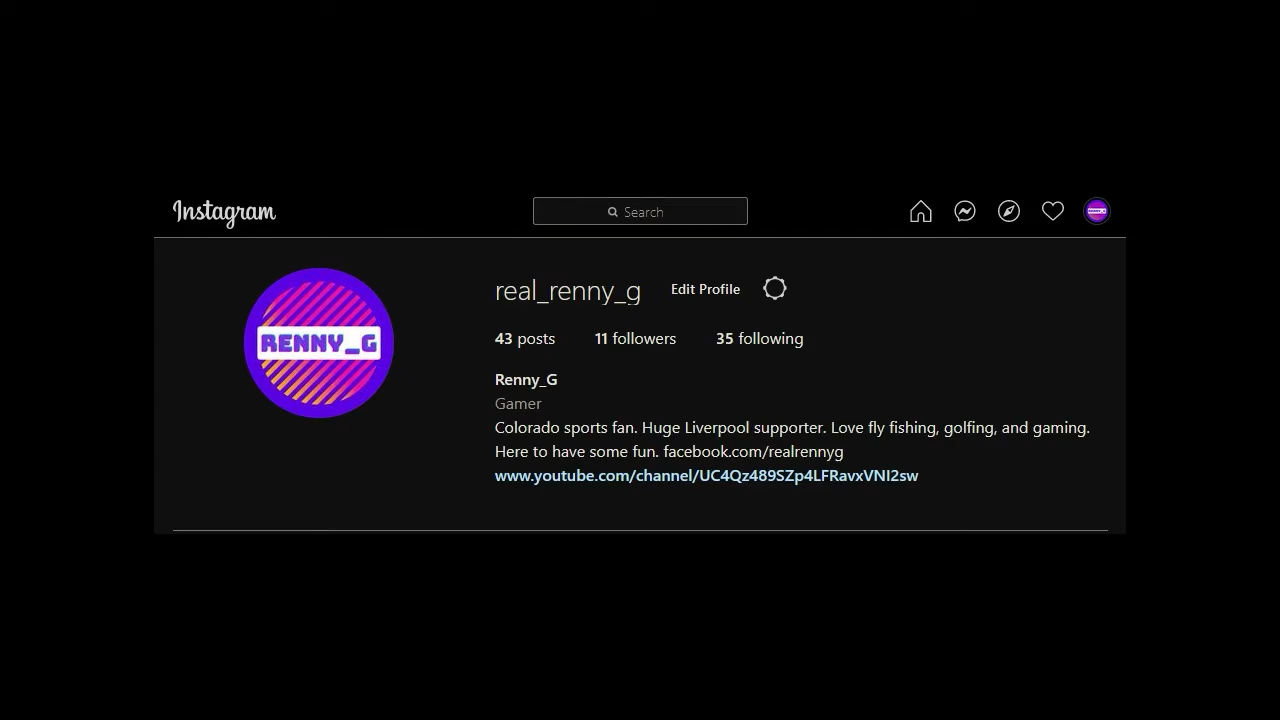 Instagram
Search
RENNY_G
real_renny_g Edit Profile
43 posts 11 followers 35 following
Renny_G
Gamer
Colorado sports fan. Huge Liverpool supporter. Love fly fishing, golfing, and gaming.
Here to have some fun. facebook.com/realrennyg
www.youtube.com/channel/UC4Qz489SZp4LFRavxVNI2sw